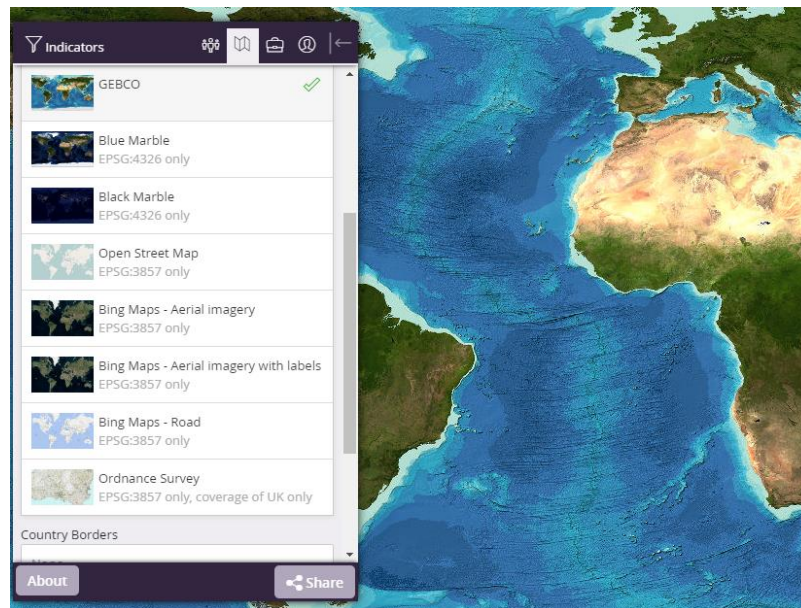 Indicators
GEBCO
Blue Marble
EPSG:4326 only
Black Marble
EPSG:4326 only
Open Street Map
EPSG:3857 only
Bing Maps - Aerial imagery
EPSG:3857 only
Bing Maps - Aerial imagery with labels
EPSG:3857 only
Bing Maps - Road
EPSG:3857 only
Ordnance Survey
EPSG:3857 only, coverage of UK only
Country Borders
None
About
Share